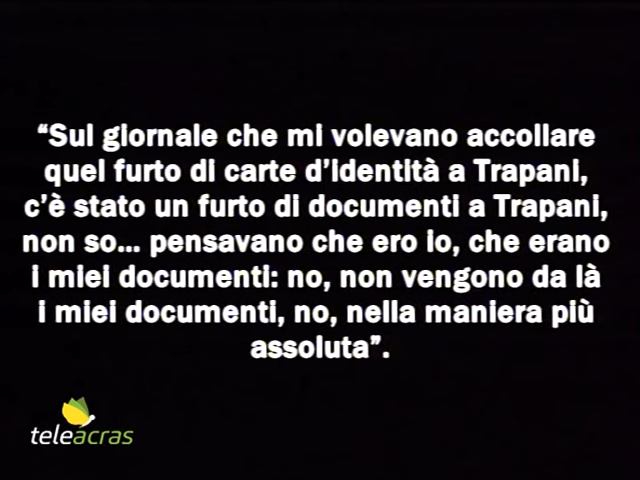 “Sul giornale che mi volevano accollare
quel furto di carte d’identità a Trapani,
c’è stato un furto di documenti a Trapani,
non so... pensavano che ero io, che erano
i miei documenti: no, non vengono da là
i miei documenti, no, nella maniera più
assoluta”.
teleacras